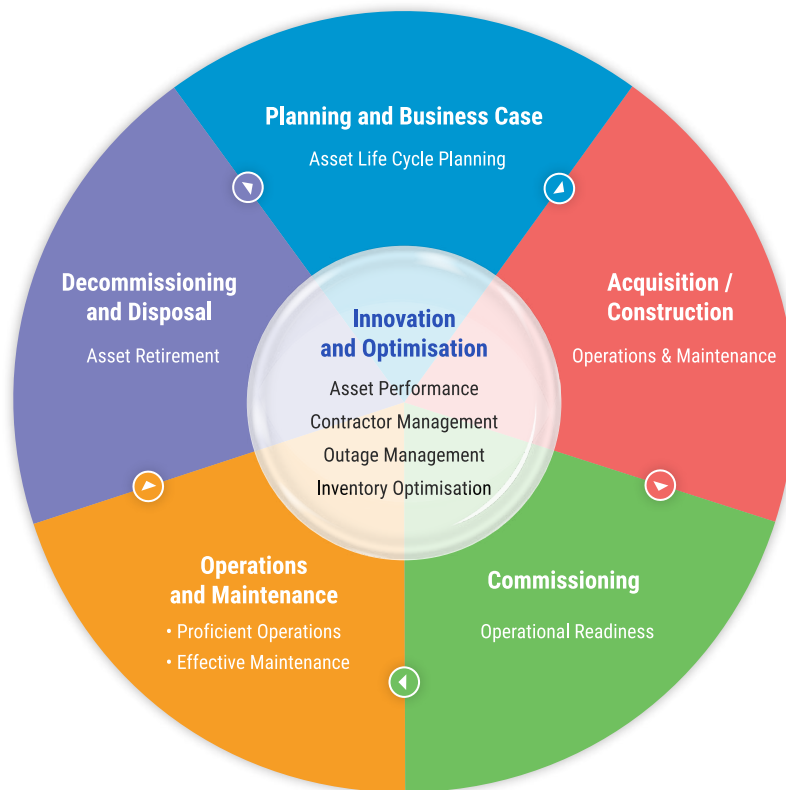 Planning and Business Case
Asset Life Cycle Planning
Acquisition /
Construction
Operations & Maintenance
Commissioning
Operational Readiness
Operations
and Maintenance
• Proficient Operations
• Effective Maintenance
Decommissioning
and Disposal
Asset Retirement
Innovation
and Optimisation
Asset Performance
Contractor Management
Outage Management
Inventory Optimisation